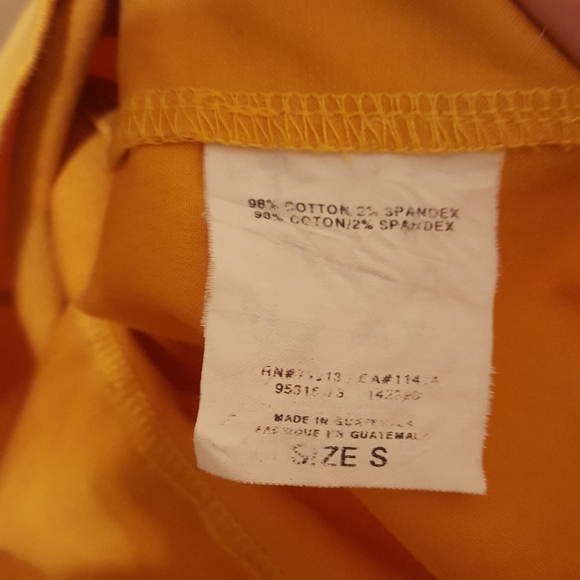 98% COTTON/2% SPANDEX
98% COTON/2% SPANDEX
MADE IN GUATEMALA
FABRIQUE EN GUATEMALA
SIZE S